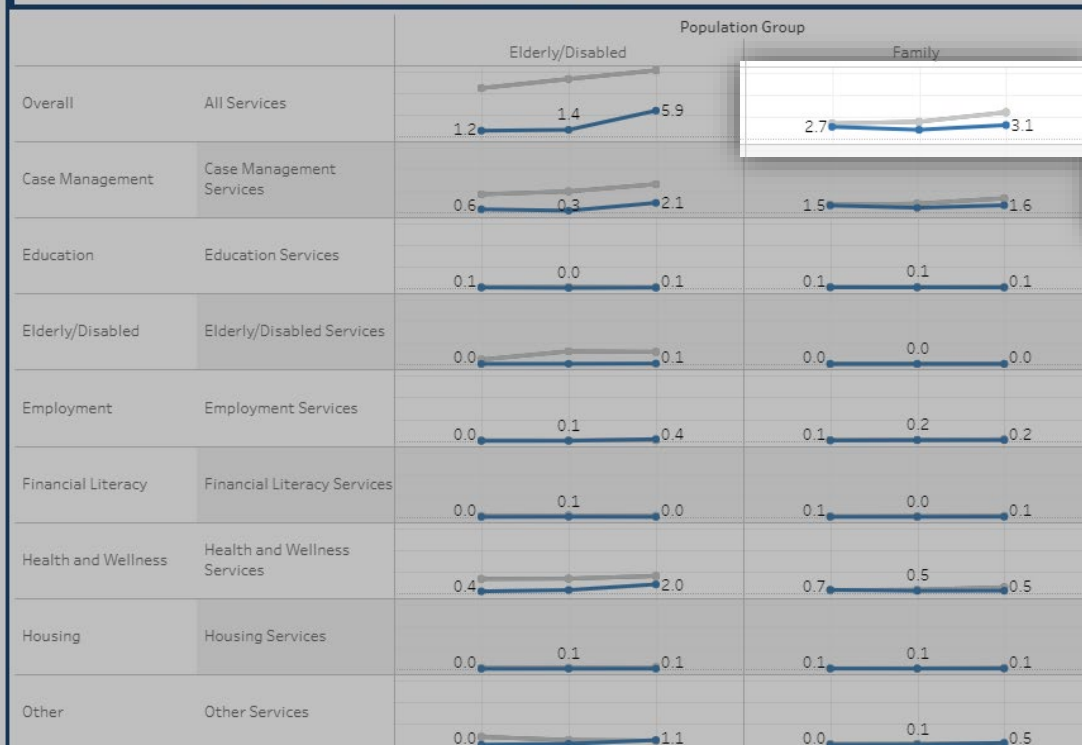 Population Group
Elderly/Disabled Family
Overall All Services 1.2 1.4 5.9 2.7 3.1
Case Management Case Management Services 0.6 0.3 2.1 1.5 1.6
Education Education Services 0.1 0.0 0.1 0.1 0.1 0.1
Elderly/Disabled Elderly/Disabled Services 0.0 0.1 0.0 0.0 0.0
Employment Employment Services 0.0 0.1 0.4 0.1 0.2 0.2
Financial Literacy Financial Literacy Services 0.0 0.1 0.0 0.1 0.0 0.1
Health and Wellness Health and Wellness Services 0.4 2.0 0.7 0.5 0.5
Housing Housing Services 0.0 0.1 0.1 0.1 0.1 0.1
Other Other Services 0.0 1.1 0.0 0.1 0.5